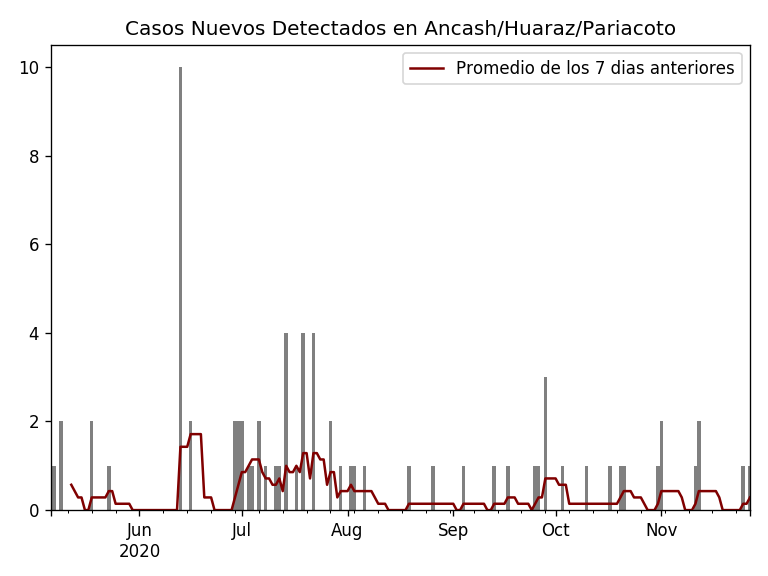 Casos Nuevos Detectados en Ancash/Huaraz/Pariacoto
Promedio de los 7 dias anteriores
10
8
6
4
2
0
Jun Jul Aug Sep Oct Nov
2020